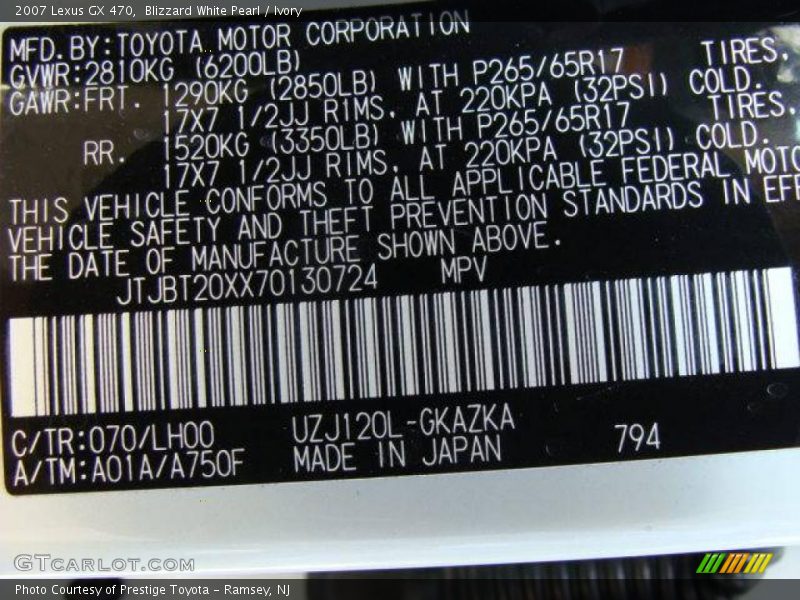 2007 Lexus GX 470, Blizzard White Pearl / Ivory
MFD. BY: TOYOTA MOTOR CORPORATION
GVWR: 2810KG (6200LB)
GAWR: FRT. 1290KG (2850LB) WITH P265/65R17 TIRES,
17X7 1/2JJ RIMS, AT 220KPA (32PSI) COLD.
RR. 1520KG (3350LB) WITH P265/65R17 TIRES,
17X7 1/2JJ RIMS, AT 220KPA (32PSI) COLD.
THIS VEHICLE CONFORMS TO ALL APPLICABLE FEDERAL MOTO
VEHICLE SAFETY AND THEFT PREVENTION STANDARDS IN EFF
THE DATE OF MANUFACTURE SHOWN ABOVE.
JTJBT20XX70130724 MPV
C/TR: 070/LH00 UZJ120L-GKAZKA 794
A/TM: A01A/A750F MADE IN JAPAN
GTCARLOT.COM
Photo Courtesy of Prestige Toyota - Ramsey, NJ